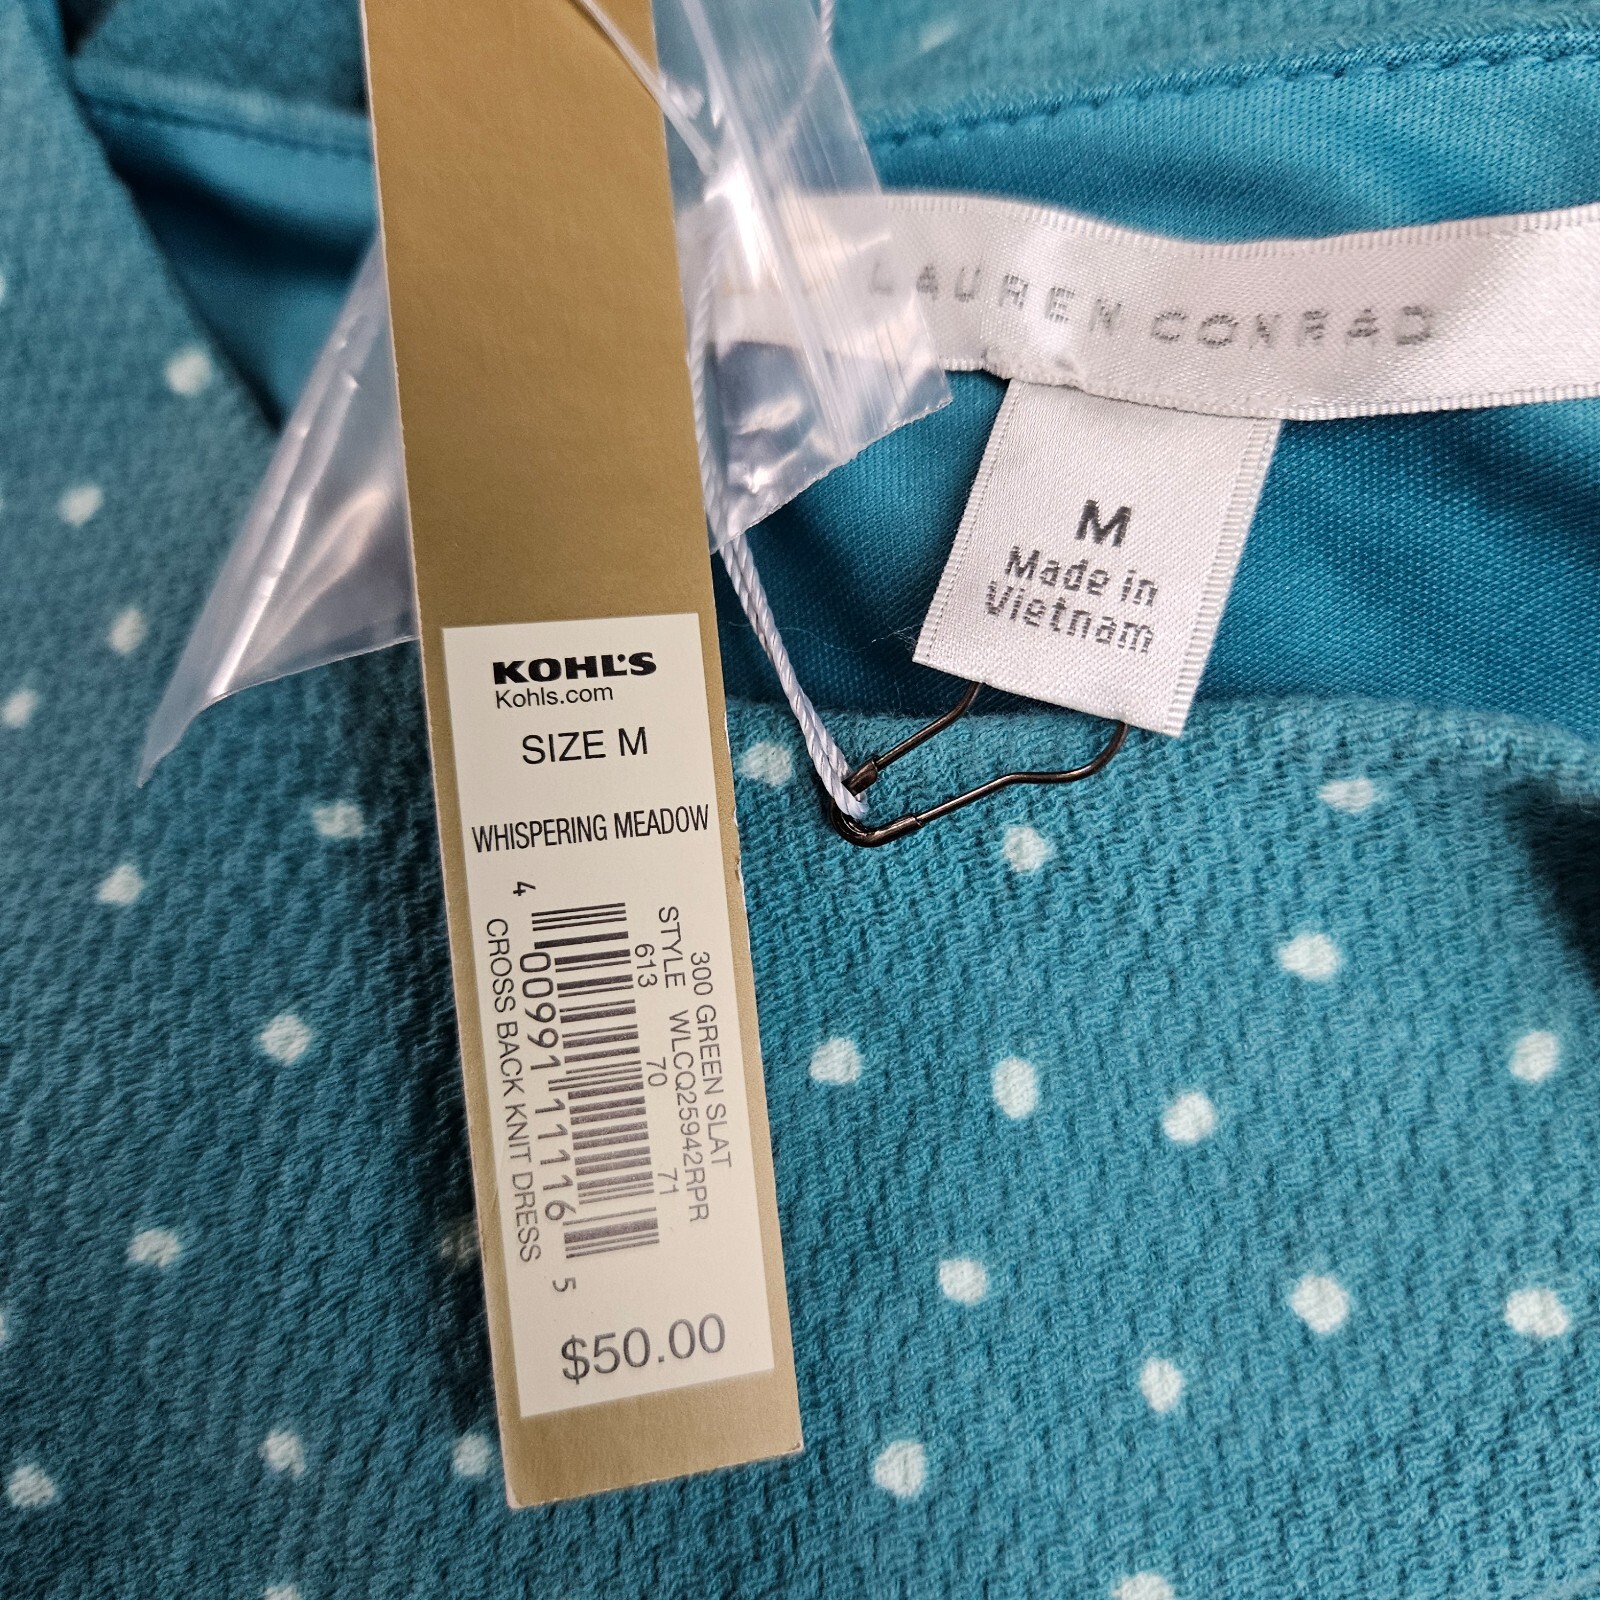 LAUREN CONRAD
M
Made in
Vietnam
KOHL'S
Kohls.com
SIZE M
WHISPERING MEADOW
300 GREEN SLAT
STYLE WLCQ25942RPR
613 70 71
4 00991 11116 5
CROSS BACK KNIT DRESS
$50.00